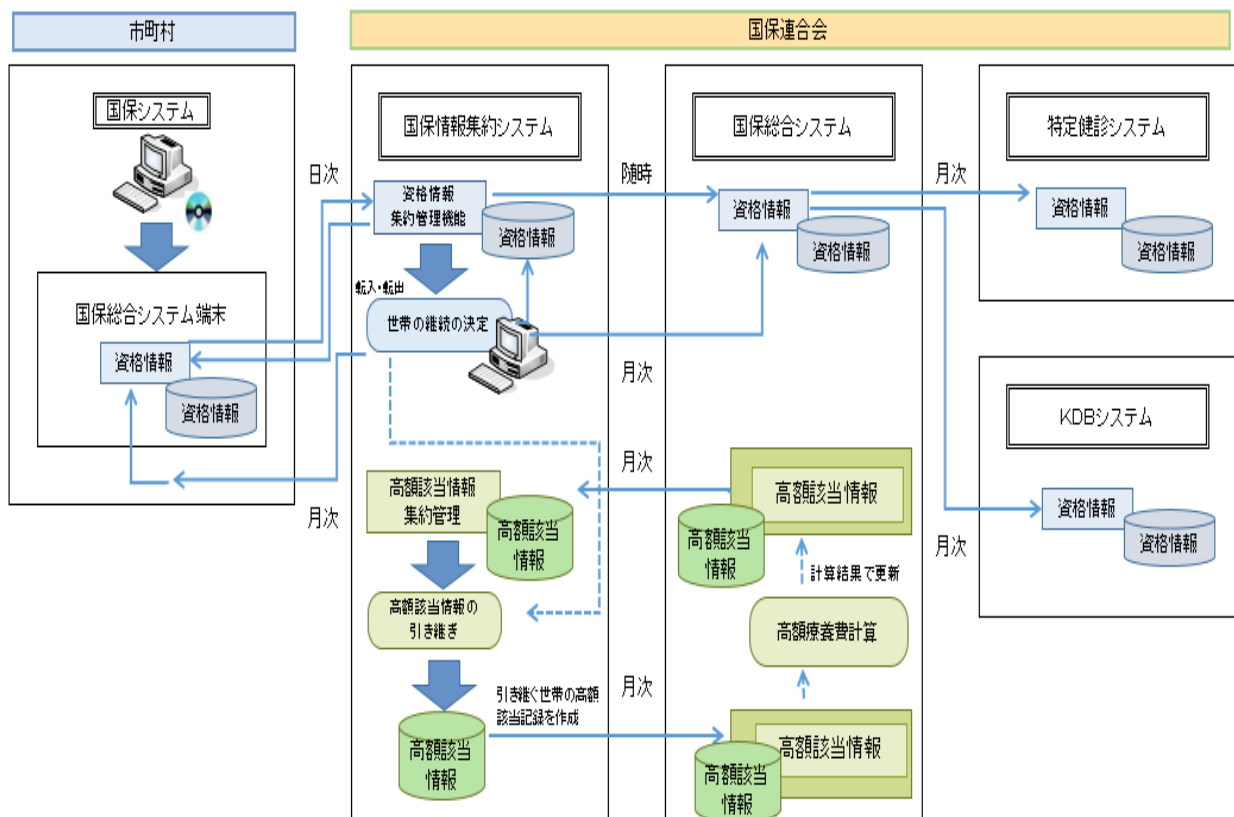 市町村
国保連合会
国保システム
国保総合システム端末
資格情報
資格情報
日次
月次
国保情報集約システム
資格情報
集約管理機能
資格情報
転入・転出
世帯の継続の決定
高額該当情報
集約管理
高額該当
情報
高額該当情報の
引き継ぎ
引き継ぐ世帯の高額
該当記録を作成
高額該当
情報
随時
月次
月次
月次
国保総合システム
資格情報
資格情報
高額該当情報
高額該当
情報
計算結果で更新
高額療養費計算
高額該当情報
高額該当
情報
月次
月次
特定健診システム
資格情報
資格情報
KDBシステム
資格情報
資格情報